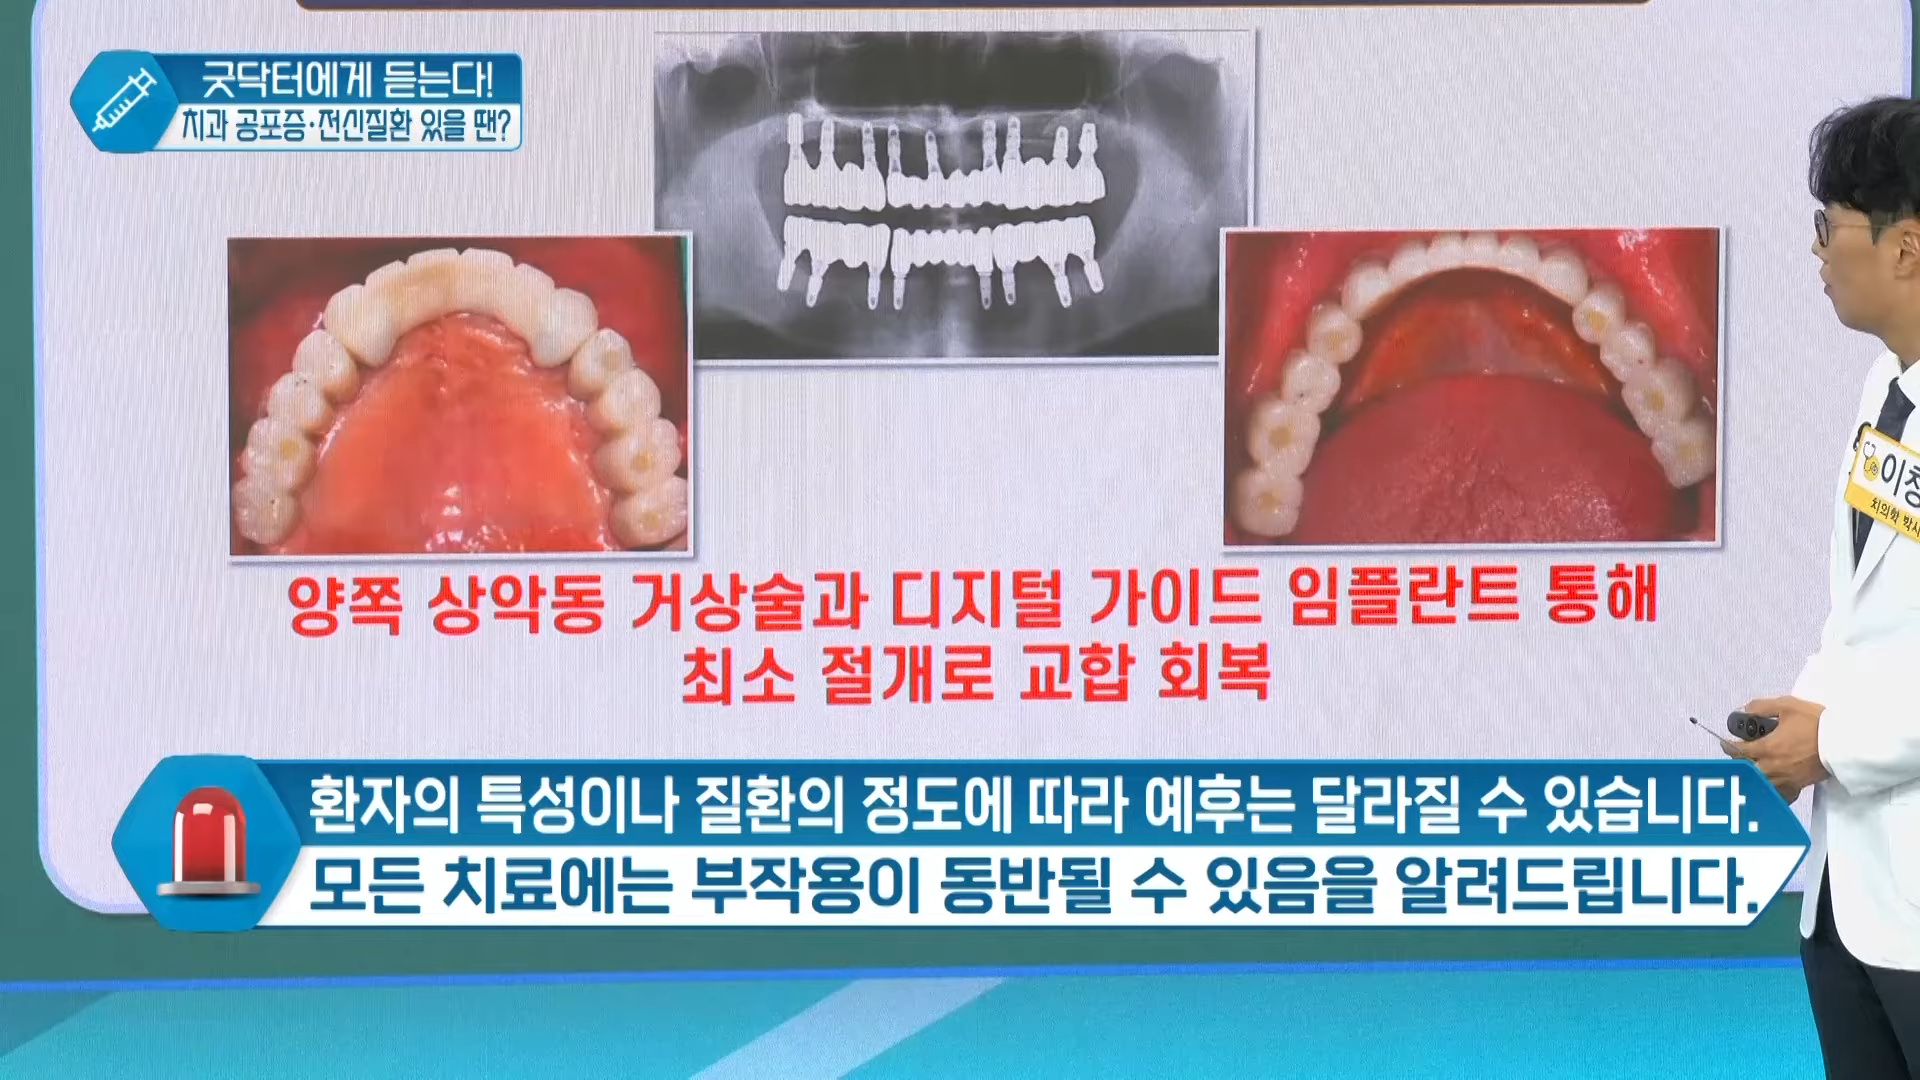 굿닥터에게 듣는다!
치과 공포증·전신질환 있을 땐?
양쪽 상악동 거상술과 디지털 가이드 임플란트 통해
최소 절개로 교합 회복
치의학 박사
환자의 특성이나 질환의 정도에 따라 예후는 달라질 수 있습니다.
모든 치료에는 부작용이 동반될 수 있음을 알려드립니다.